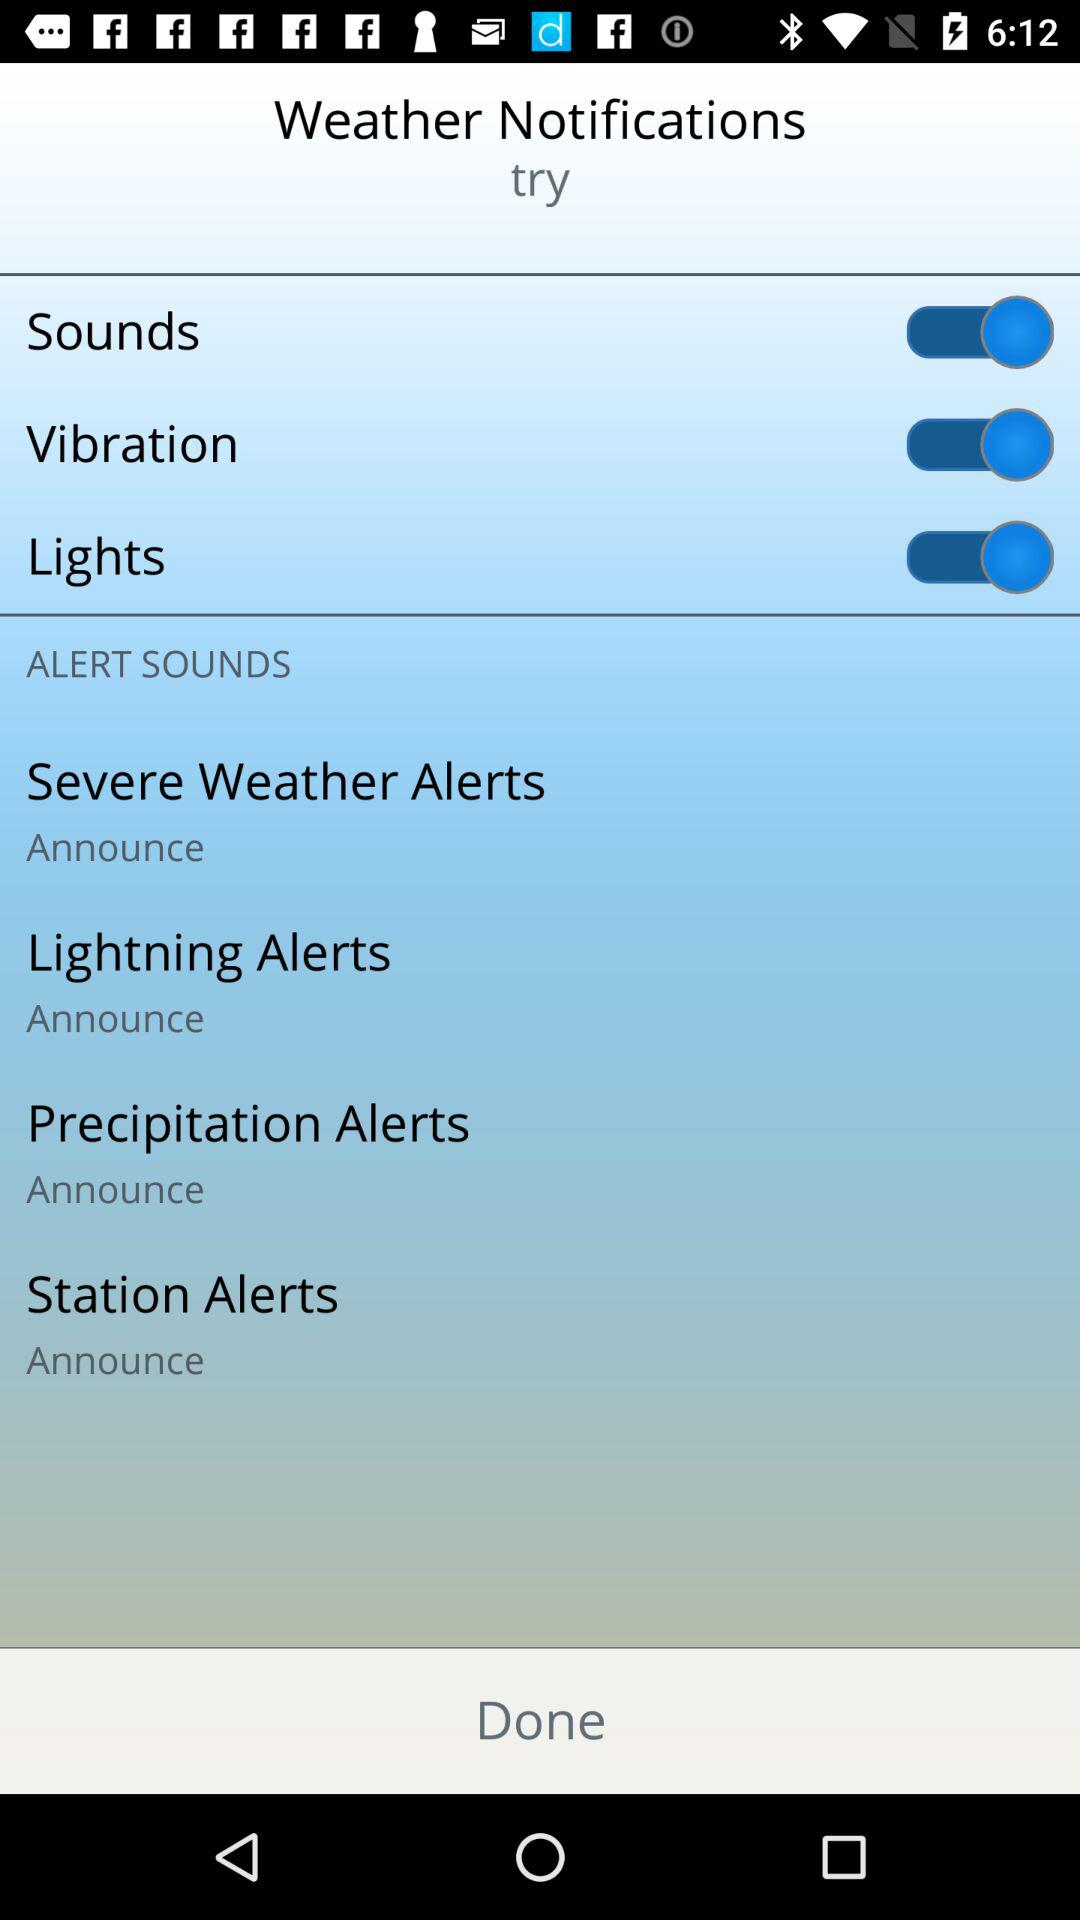 6:12
Weather Notifications
try
Sounds
Vibration
Lights
ALERT SOUNDS
Severe Weather Alerts
Announce
Lightning Alerts
Announce
Precipitation Alerts
Announce
Station Alerts
Announce
Done